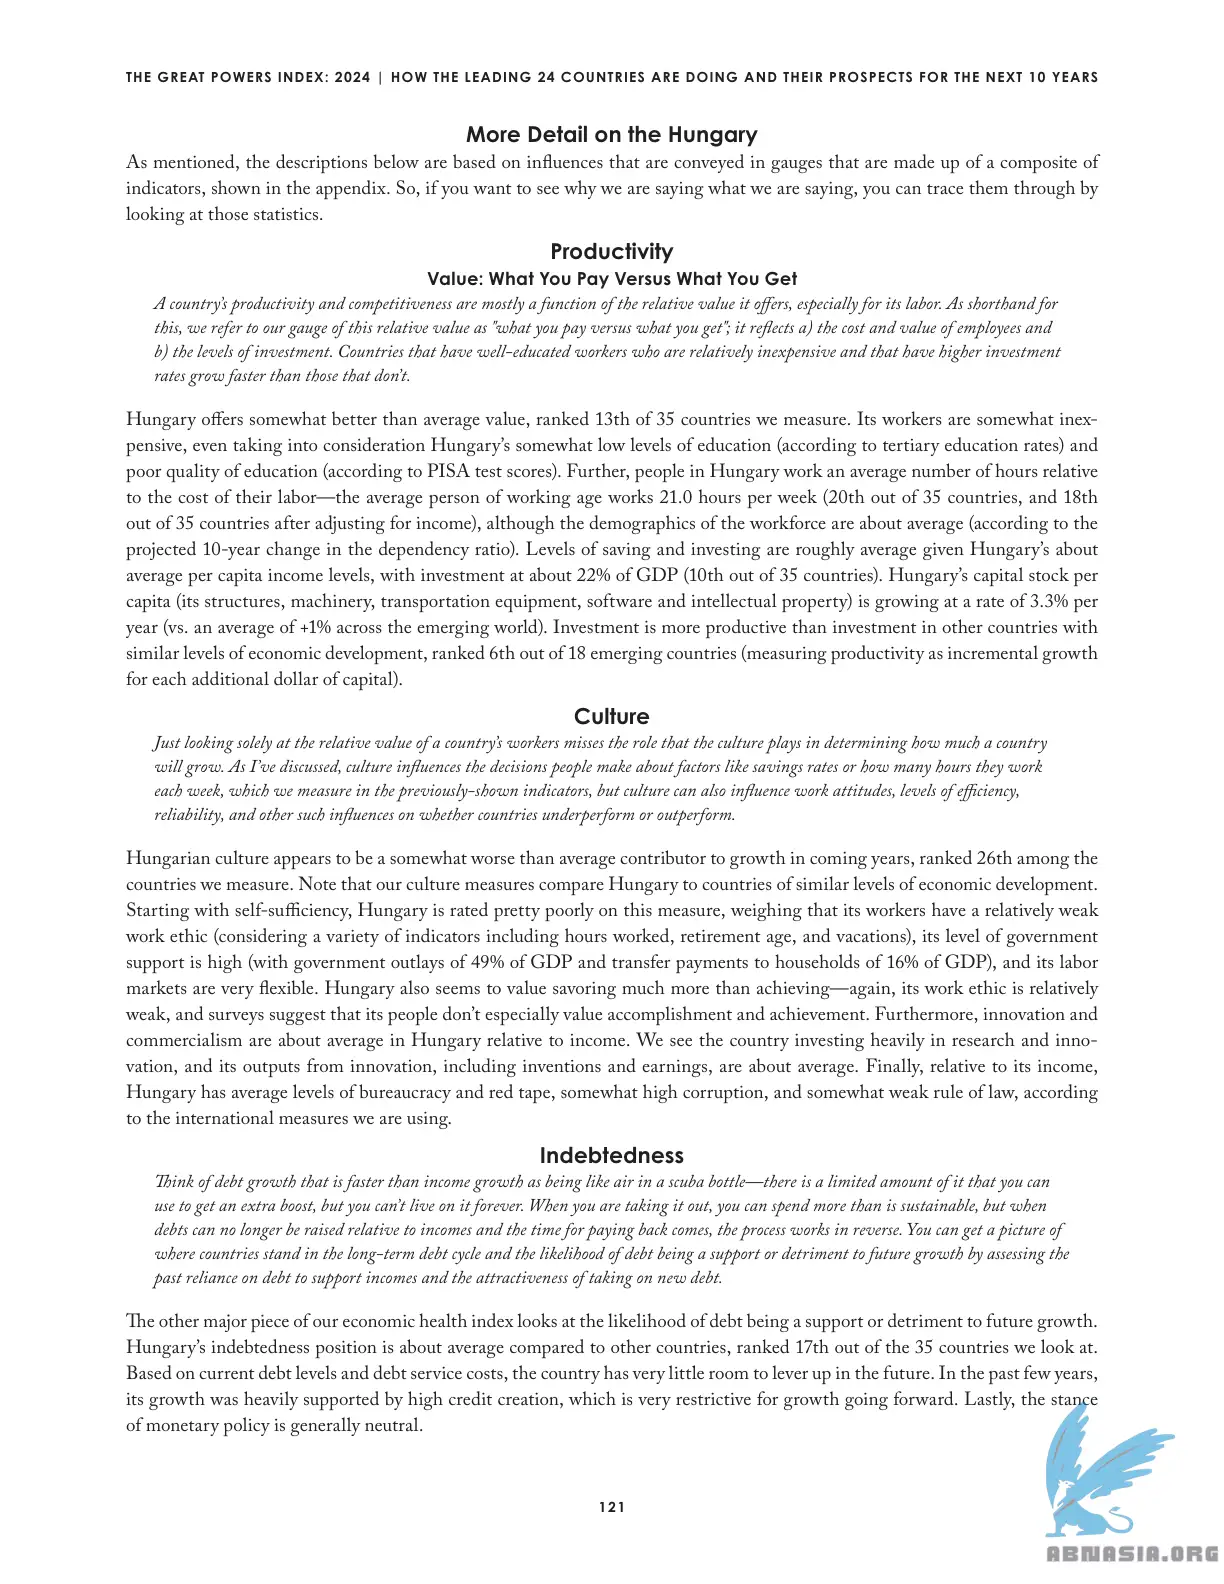 THE GREAT POWERS INDEX: 2024 | HOW THE LEADING 24 COUNTRIES ARE DOING AND THEIR PROSPECTS FOR THE NEXT 10 YEARS
More Detail on the Hungary
As mentioned, the descriptions below are based on influences that are conveyed in gauges that are made up of a composite of
indicators, shown in the appendix. So, if you want to see why we are saying what we are saying, you can trace them through by
looking at those statistics.
Productivity
Value: What You Pay Versus What You Get
A country's productivity and competitiveness are mostly a function of the relative value it offers, especially for its labor. As shorthand for
this, we refer to our gauge of this relative value as "what you pay versus what you get"; it reflects a) the cost and value of employees and
b) the levels of investment. Countries that have well-educated workers who are relatively inexpensive and that have higher investment
rates grow faster than those that don't.
Hungary offers somewhat better than average value, ranked 13th of 35 countries we measure. Its workers are somewhat inex-
pensive, even taking into consideration Hungary's somewhat low levels of education (according to tertiary education rates) and
poor quality of education (according to PISA test scores). Further, people in Hungary work an average number of hours relative
to the cost of their labor—the average person of working age works 21.0 hours per week (20th out of 35 countries, and 18th
out of 35 countries after adjusting for income), although the demographics of the workforce are about average (according to the
projected 10-year change in the dependency ratio). Levels of saving and investing are roughly average given Hungary's about
average per capita income levels, with investment at about 22% of GDP (10th out of 35 countries). Hungary's capital stock per
capita (its structures, machinery, transportation equipment, software and intellectual property) is growing at a rate of 3.3% per
year (vs. an average of +1% across the emerging world). Investment is more productive than investment in other countries with
similar levels of economic development, ranked 6th out of 18 emerging countries (measuring productivity as incremental growth
for each additional dollar of capital).
Culture
Just looking solely at the relative value of a country's workers misses the role that the culture plays in determining how much a country
will grow. As I've discussed, culture influences the decisions people make about factors like savings rates or how many hours they work
each week, which we measure in the previously-shown indicators, but culture can also influence work attitudes, levels of efficiency,
reliability, and other such influences on whether countries underperform or outperform.
Hungarian culture appears to be a somewhat worse than average contributor to growth in coming years, ranked 26th among the
countries we measure. Note that our culture measures compare Hungary to countries of similar levels of economic development.
Starting with self-sufficiency, Hungary is rated pretty poorly on this measure, weighing that its workers have a relatively weak
work ethic (considering a variety of indicators including hours worked, retirement age, and vacations), its level of government
support is high (with government outlays of 49% of GDP and transfer payments to households of 16% of GDP), and its labor
markets are very flexible. Hungary also seems to value savoring much more than achieving—again, its work ethic is relatively
weak, and surveys suggest that its people don't especially value accomplishment and achievement. Furthermore, innovation and
commercialism are about average in Hungary relative to income. We see the country investing heavily in research and inno-
vation, and its outputs from innovation, including inventions and earnings, are about average. Finally, relative to its income,
Hungary has average levels of bureaucracy and red tape, somewhat high corruption, and somewhat weak rule of law, according
to the international measures we are using.
Indebtedness
Think of debt growth that is faster than income growth as being like air in a scuba bottle—there is a limited amount of it that you can
use to get an extra boost, but you can't live on it forever. When you are taking it out, you can spend more than is sustainable, but when
debts can no longer be raised relative to incomes and the time for paying back comes, the process works in reverse. You can get a picture of
where countries stand in the long-term debt cycle and the likelihood of debt being a support or detriment to future growth by assessing the
past reliance on debt to support incomes and the attractiveness of taking on new debt.
The other major piece of our economic health index looks at the likelihood of debt being a support or detriment to future growth.
Hungary's indebtedness position is about average compared to other countries, ranked 17th out of the 35 countries we look at.
Based on current debt levels and debt service costs, the country has very little room to lever up in the future. In the past few years,
its growth was heavily supported by high credit creation, which is very restrictive for growth going forward. Lastly, the stance
of monetary policy is generally neutral.
121
ABNASIA.ORG